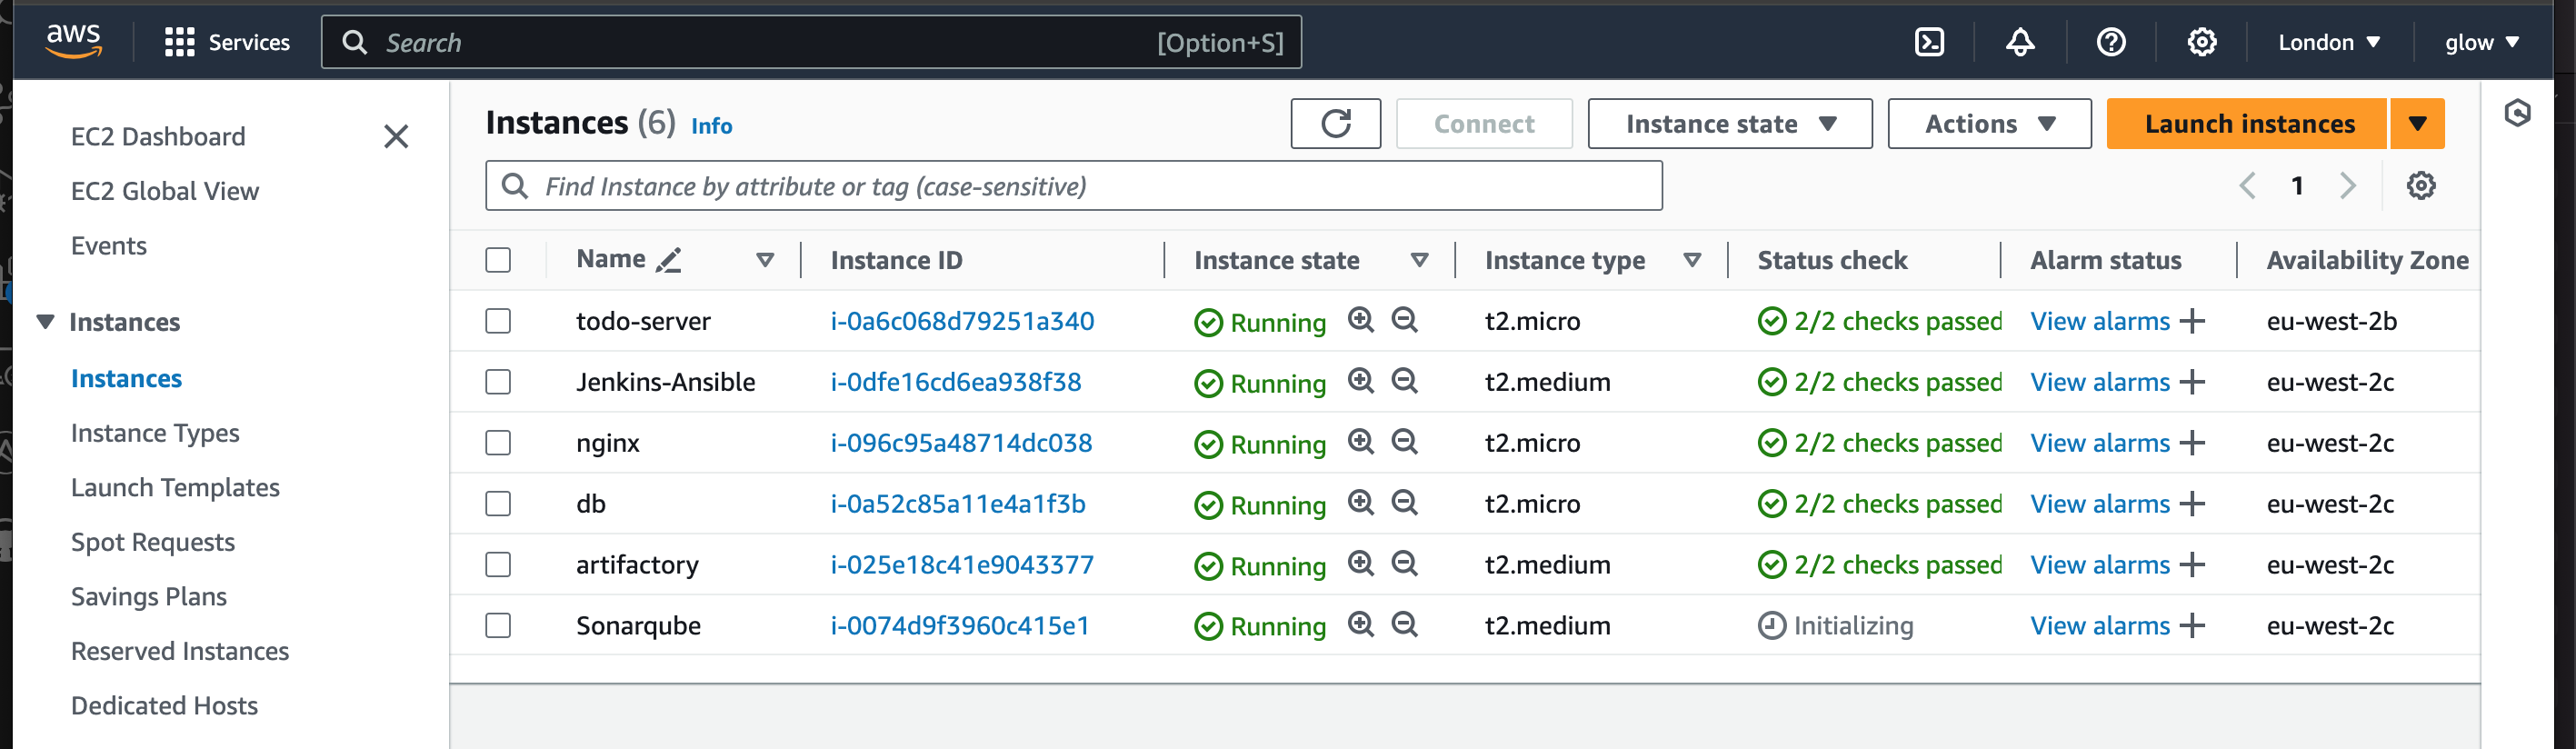 aws Services Search [Option+S] London glow
EC2 Dashboard
EC2 Global View
Events
Instances
Instances
Instance Types
Launch Templates
Spot Requests
Savings Plans
Reserved Instances
Dedicated Hosts
Instances (6) Info Connect Instance state Actions Launch instances
Find Instance by attribute or tag (case-sensitive) 1
Name Instance ID Instance state Instance type Status check Alarm status Availability Zone
todo-server i-0a6c068d79251a340 Running t2.micro 2/2 checks passed View alarms eu-west-2b
Jenkins-Ansible i-0dfe16cd6ea938f38 Running t2.medium 2/2 checks passed View alarms eu-west-2c
nginx i-096c95a48714dc038 Running t2.micro 2/2 checks passed View alarms eu-west-2c
db i-0a52c85a11e4a1f3b Running t2.micro 2/2 checks passed View alarms eu-west-2c
artifactory i-025e18c41e9043377 Running t2.medium 2/2 checks passed View alarms eu-west-2c
Sonarqube i-0074d9f3960c415e1 Running t2.medium Initializing View alarms eu-west-2c